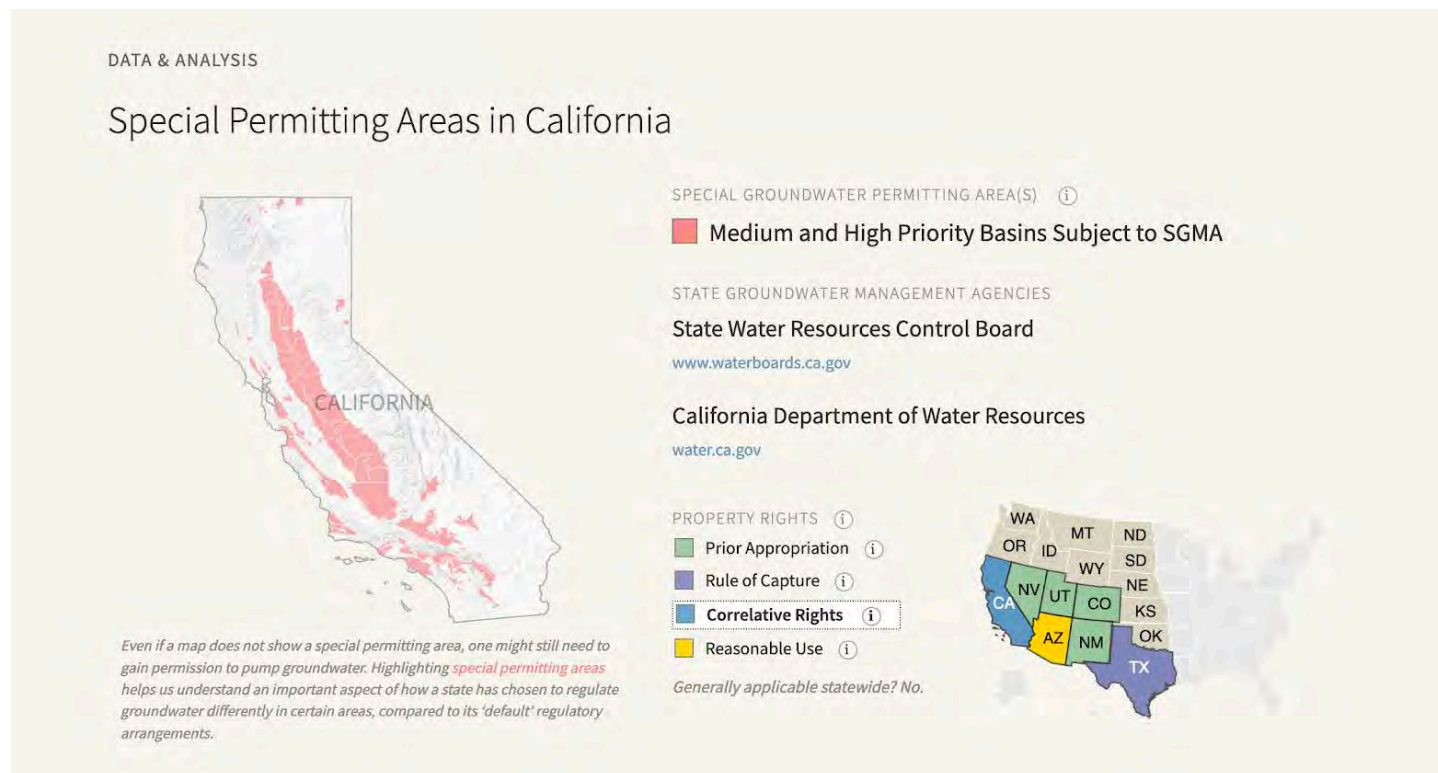 DATA & ANALYSIS
Special Permitting Areas in California
CALIFORNIA
Even if a map does not show a special permitting area, one might still need to
gain permission to pump groundwater. Highlighting special permitting areas
helps us understand an important aspect of how a state has chosen to regulate
groundwater differently in certain areas, compared to its ‘default’ regulatory
arrangements.
SPECIAL GROUNDWATER PERMITTING AREA(S) i
Medium and High Priority Basins Subject to SGMA
STATE GROUNDWATER MANAGEMENT AGENCIES
State Water Resources Control Board
www.waterboards.ca.gov
California Department of Water Resources
water.ca.gov
PROPERTY RIGHTS i
Prior Appropriation i
Rule of Capture i
Correlative Rights i
Reasonable Use i
Generally applicable statewide? No.
WA
MT
ND
OR
ID
SD
WY
NE
NV
UT
CO
CA
KS
OK
AZ
NM
TX